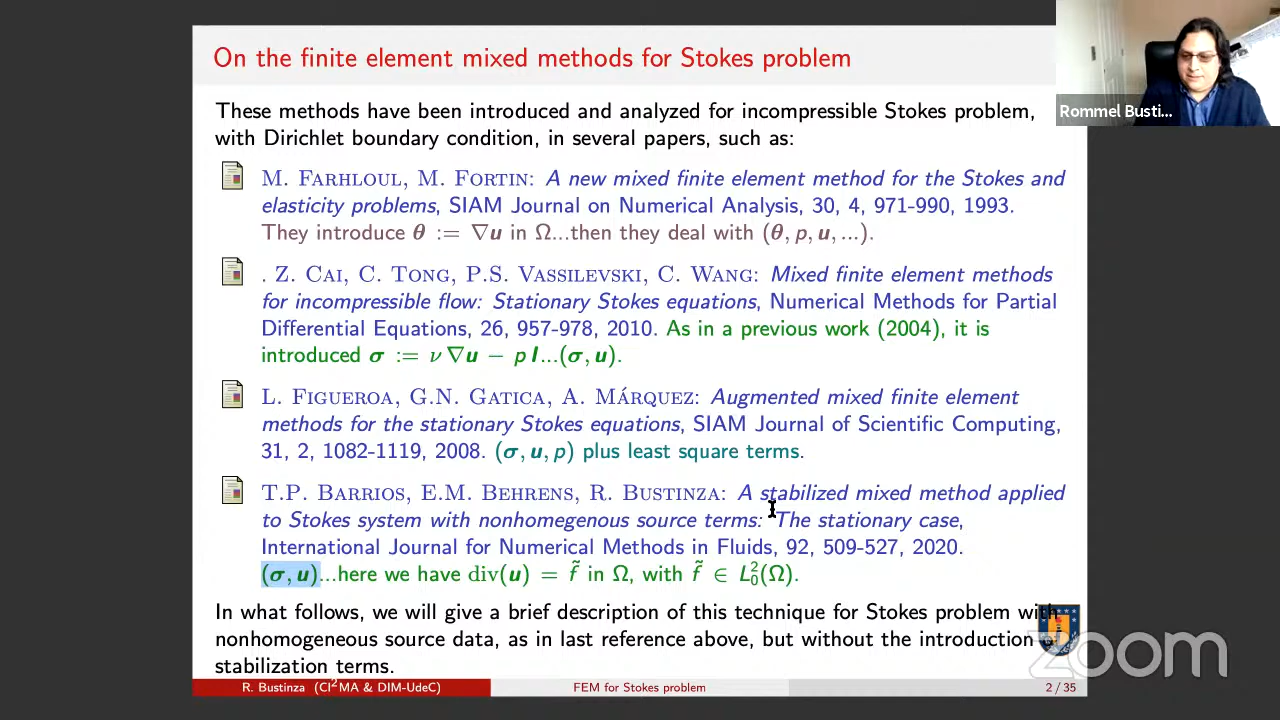 On the finite element mixed methods for Stokes problem
These methods have been introduced and analyzed for incompressible Stokes problem,
with Dirichlet boundary condition, in several papers, such as:
M. Farhloul, M. Fortin: A new mixed finite element method for the Stokes and
elasticity problems, SIAM Journal on Numerical Analysis, 30, 4, 971-990, 1993.
They introduce θ := ∇u in Ω...then they deal with (θ, p, u, ...).
. Z. Cai, C. Tong, P.S. Vassilevski, C. Wang: Mixed finite element methods
for incompressible flow: Stationary Stokes equations, Numerical Methods for Partial
Differential Equations, 26, 957-978, 2010. As in a previous work (2004), it is
introduced σ := ν ∇u − p I...(σ, u).
L. Figueroa, G.N. Gatica, A. Márquez: Augmented mixed finite element
methods for the stationary Stokes equations, SIAM Journal of Scientific Computing,
31, 2, 1082-1119, 2008. (σ, u, p) plus least square terms.
T.P. Barrios, E.M. Behrens, R. Bustinza: A stabilized mixed method applied
to Stokes system with nonhomegenous source terms: The stationary case,
International Journal for Numerical Methods in Fluids, 92, 509-527, 2020.
(σ, u)...here we have div(u) = f̃ in Ω, with f̃ ∈ L²₀(Ω).
In what follows, we will give a brief description of this technique for Stokes problem with
nonhomogeneous source data, as in last reference above, but without the introduction
stabilization terms.
R. Bustinza (CI²MA & DIM-UdeC) FEM for Stokes problem 2 / 35
Rommel Busti...
zoom